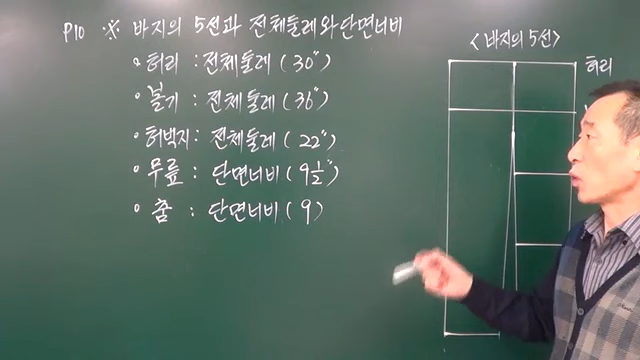 P10 ※ 바지의 5선과 전체둘레와 단면너비
• 허리 : 전체둘레 (30")
• 볼기 : 전체둘레 (36")
• 허벅지 : 전체둘레 (22")
• 무릎 : 단면너비 (9½")
• 춤 : 단면너비 (9)
<바지의 5선>
허리